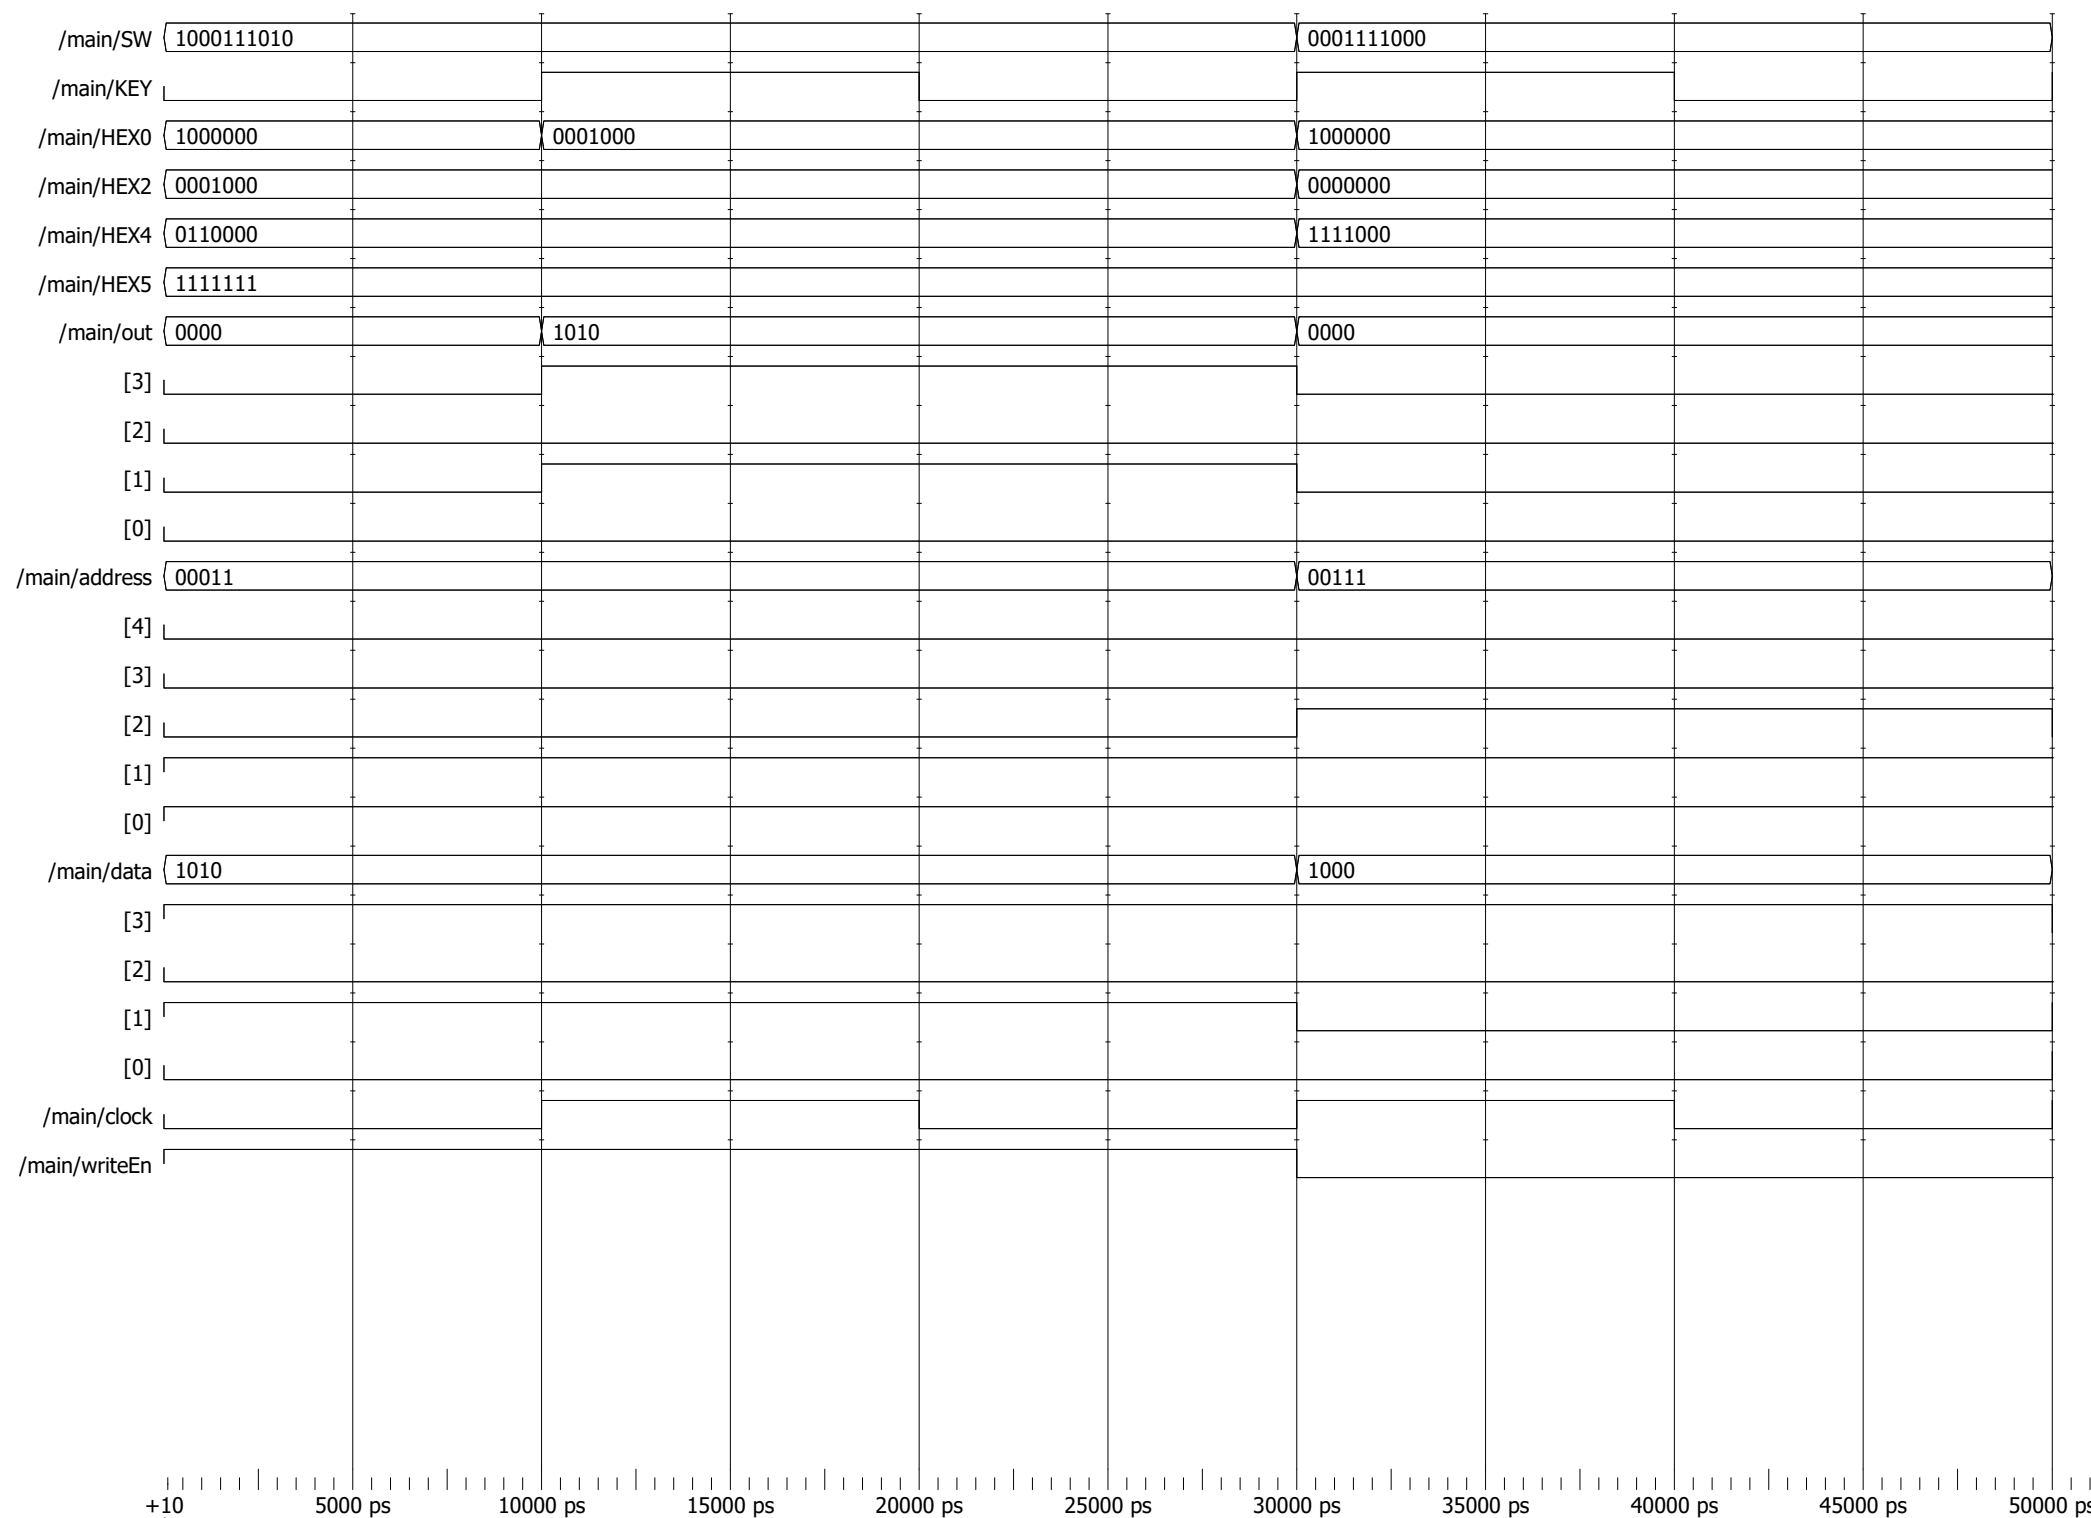 /main/SW 1000111010 0001111000
/main/KEY
/main/HEX0 1000000 0001000 1000000
/main/HEX2 0001000 0000000
/main/HEX4 0110000 1111000
/main/HEX5 1111111
/main/out 0000 1010 0000
[3]
[2]
[1]
[0]
/main/address 00011 00111
[4]
[3]
[2]
[1]
[0]
/main/data 1010 1000
[3]
[2]
[1]
[0]
/main/clock
/main/writeEn
+10 5000 ps 10000 ps 15000 ps 20000 ps 25000 ps 30000 ps 35000 ps 40000 ps 45000 ps 50000 ps